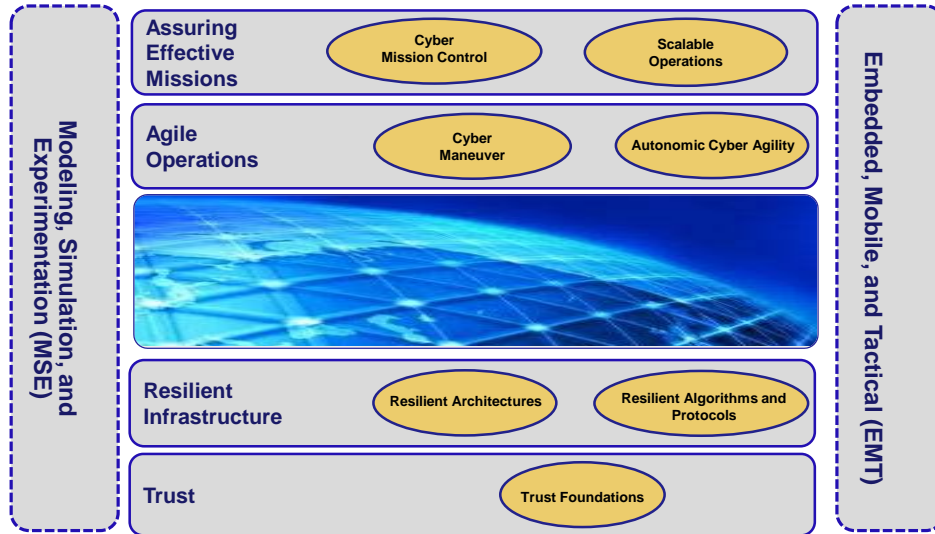 Modeling, Simulation, and
Experimentation (MSE)
Assuring
Effective
Missions
Cyber
Mission Control
Scalable
Operations
Agile
Operations
Cyber
Maneuver
Autonomic Cyber Agility
Resilient
Infrastructure
Resilient Architectures
Resilient Algorithms and
Protocols
Trust
Trust Foundations
Embedded, Mobile, and Tactical (EMT)